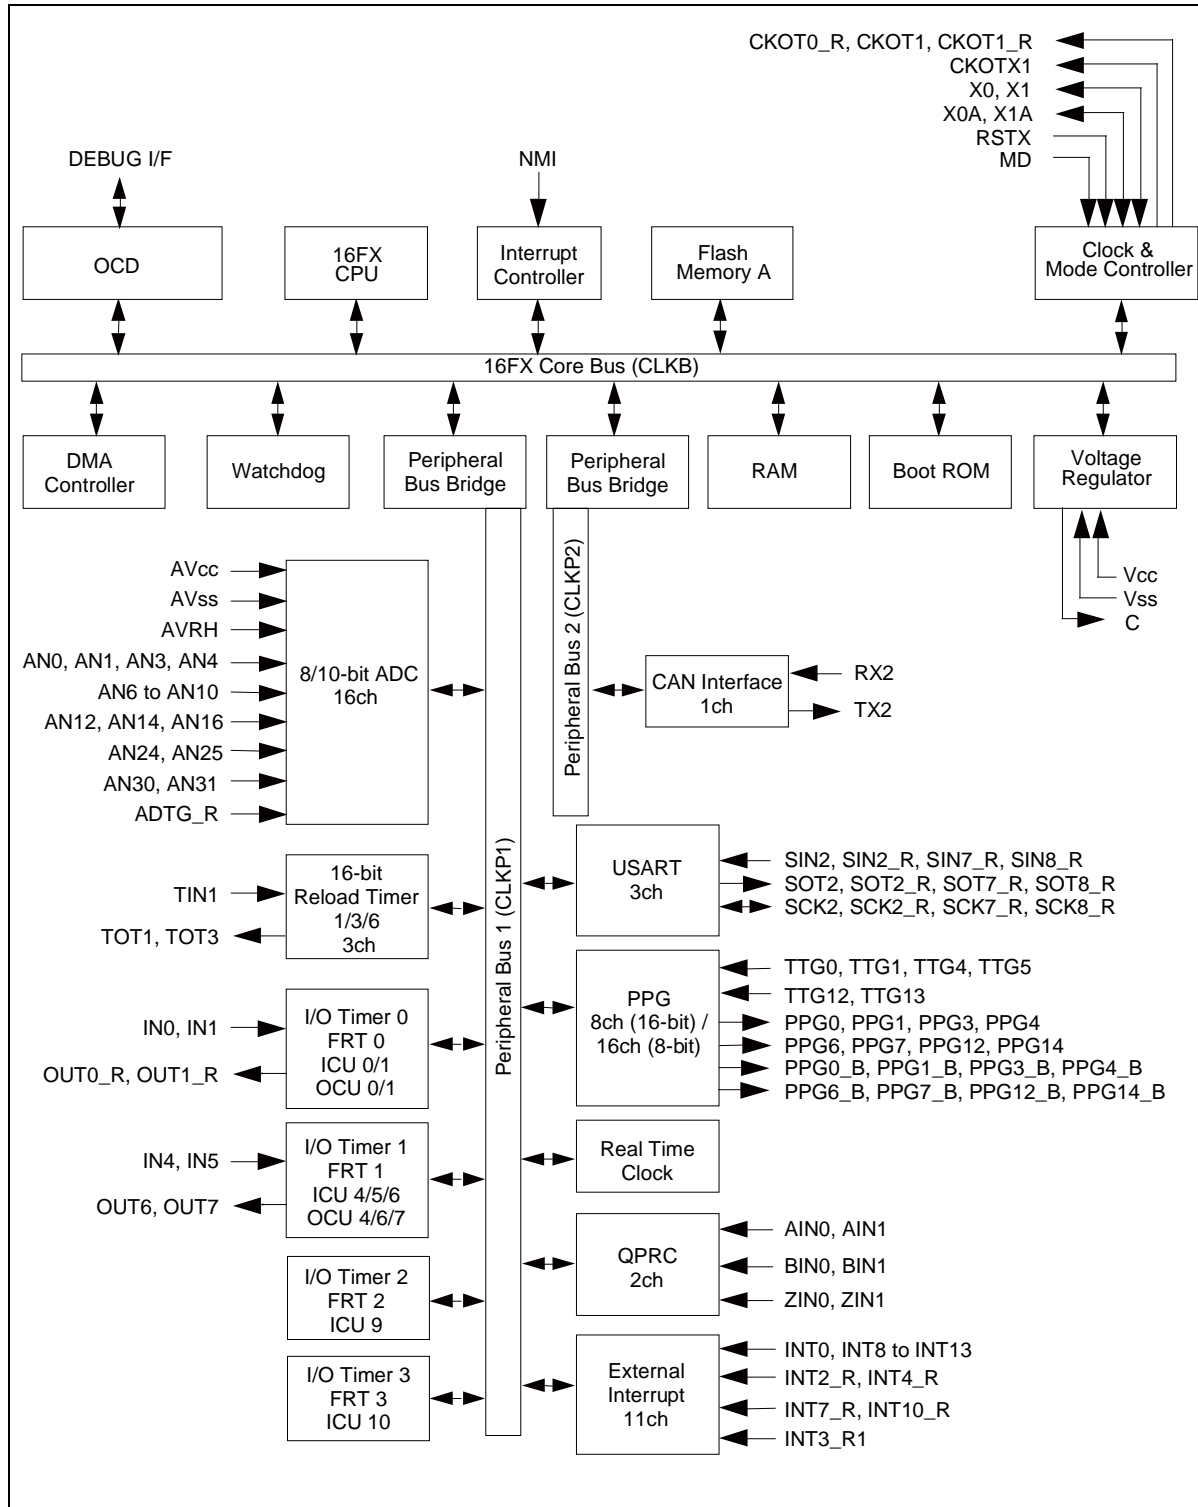 CKOT0_R, CKOT1, CKOT1_R
CKOTX1
X0, X1
X0A, X1A
RSTX
MD
DEBUG I/F
NMI
OCD
16FX
CPU
Interrupt
Controller
Flash
Memory A
Clock &
Mode Controller
16FX Core Bus (CLKB)
DMA
Controller
Watchdog
Peripheral
Bus Bridge
Peripheral
Bus Bridge
RAM
Boot ROM
Voltage
Regulator
Vcc
Vss
C
Peripheral Bus 1 (CLKP1)
Peripheral Bus 2 (CLKP2)
AVcc
AVss
AVRH
AN0, AN1, AN3, AN4
AN6 to AN10
AN12, AN14, AN16
AN24, AN25
AN30, AN31
ADTG_R
8/10-bit ADC
16ch
CAN Interface
1ch
RX2
TX2
TIN1
TOT1, TOT3
16-bit
Reload Timer
1/3/6
3ch
USART
3ch
SIN2, SIN2_R, SIN7_R, SIN8_R
SOT2, SOT2_R, SOT7_R, SOT8_R
SCK2, SCK2_R, SCK7_R, SCK8_R
IN0, IN1
OUT0_R, OUT1_R
I/O Timer 0
FRT 0
ICU 0/1
OCU 0/1
PPG
8ch (16-bit) /
16ch (8-bit)
TTG0, TTG1, TTG4, TTG5
TTG12, TTG13
PPG0, PPG1, PPG3, PPG4
PPG6, PPG7, PPG12, PPG14
PPG0_B, PPG1_B, PPG3_B, PPG4_B
PPG6_B, PPG7_B, PPG12_B, PPG14_B
IN4, IN5
OUT6, OUT7
I/O Timer 1
FRT 1
ICU 4/5/6
OCU 4/6/7
Real Time
Clock
I/O Timer 2
FRT 2
ICU 9
QPRC
2ch
AIN0, AIN1
BIN0, BIN1
ZIN0, ZIN1
I/O Timer 3
FRT 3
ICU 10
External
Interrupt
11ch
INT0, INT8 to INT13
INT2_R, INT4_R
INT7_R, INT10_R
INT3_R1